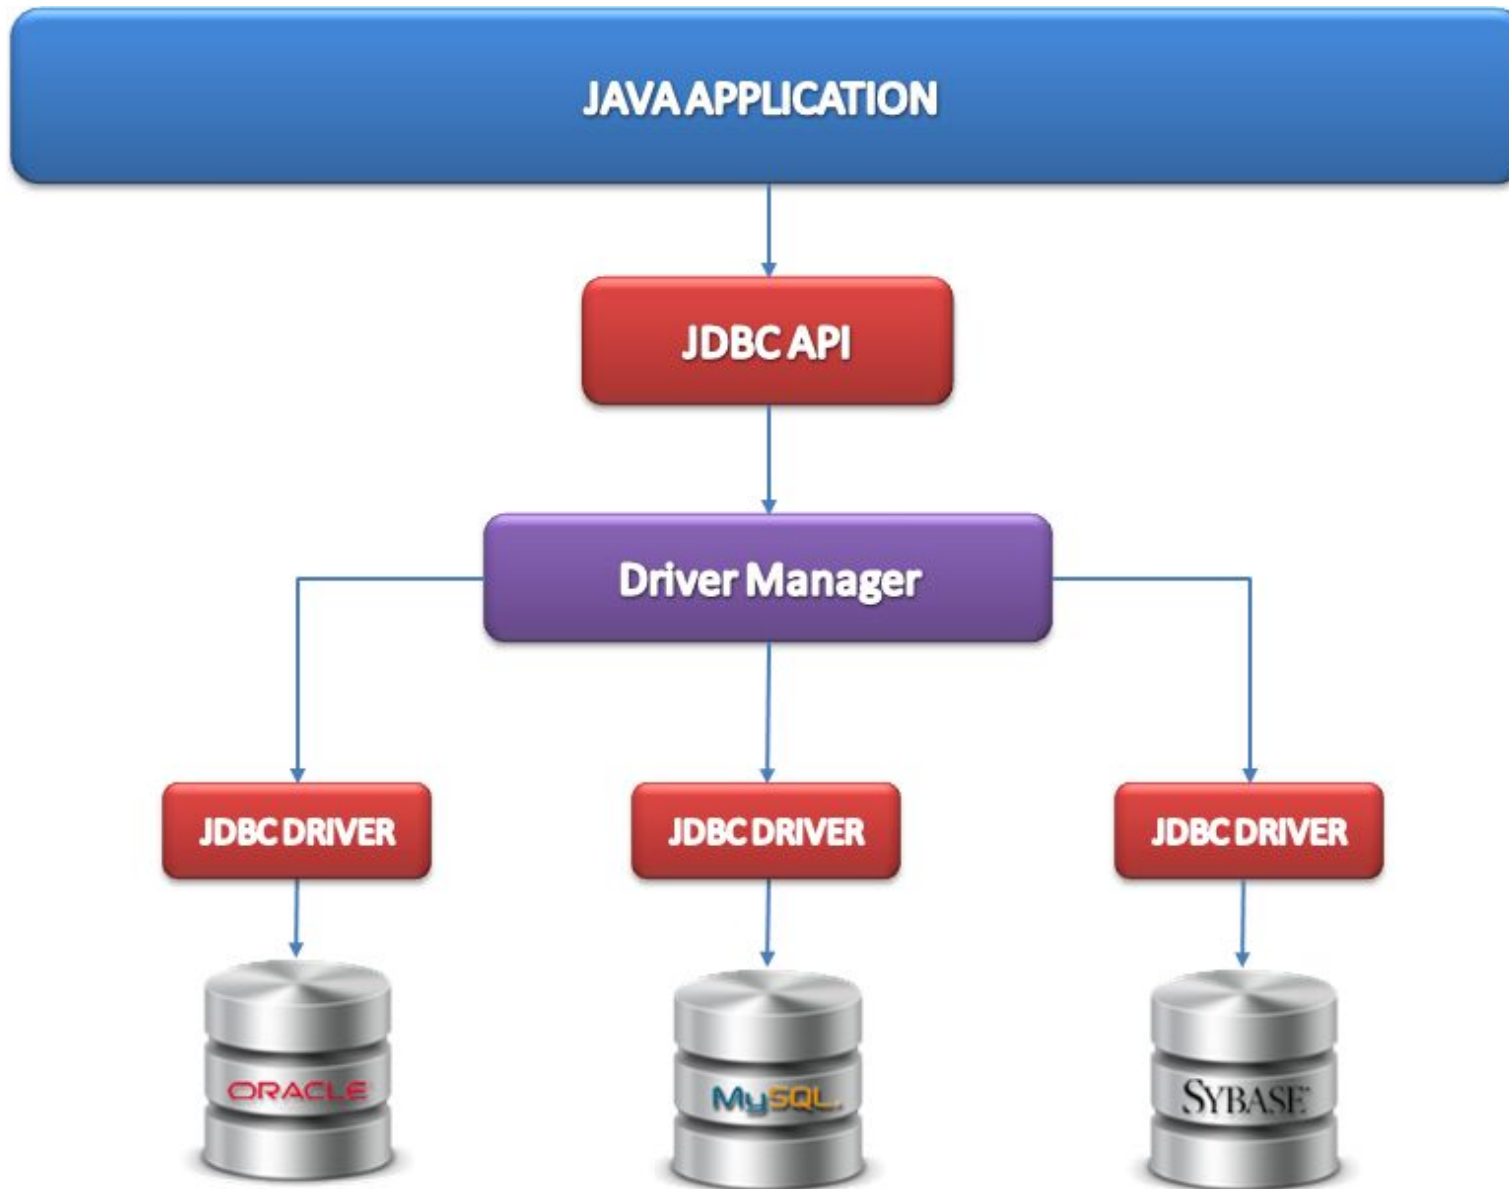 JAVA APPLICATION
JDBC API
Driver Manager
JDBC DRIVER
JDBC DRIVER
JDBC DRIVER
ORACLE
MySQL
SYBASE